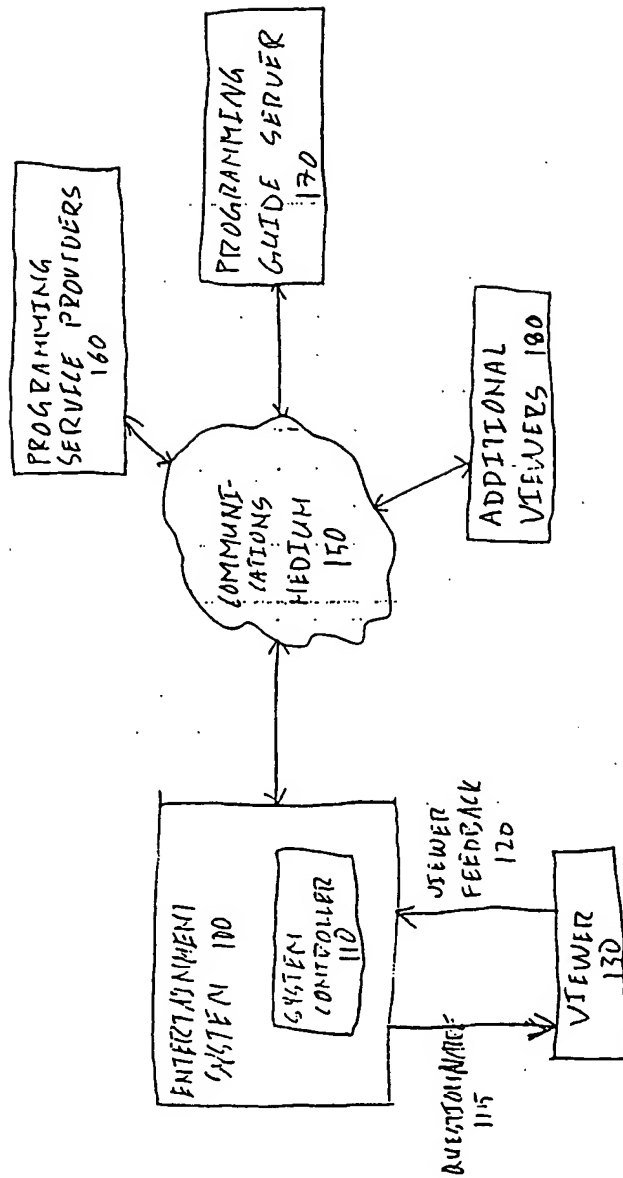 PROGRAMMING
SERVICE PROVIDERS
160
PROGRAMMING
GUIDE SERVER
170
COMMUNI-
CATIONS
MEDIUM
150
ADDITIONAL
VIEWERS 180
ENTERTAINMENT
SYSTEM 100
SYSTEM
CONTROLLER
110
VIEWER
FEEDBACK
120
QUESTIONNAIRE
115
VIEWER
130